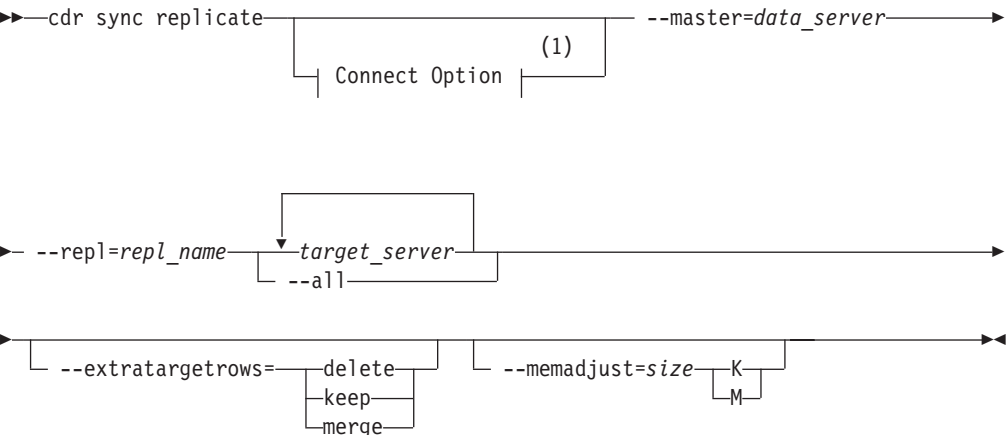 cdr sync replicate --master=data_server
(1)
Connect Option
--repl=repl_name target_server
--all
--extratargetrows= delete --memadjust=size K
keep M
merge